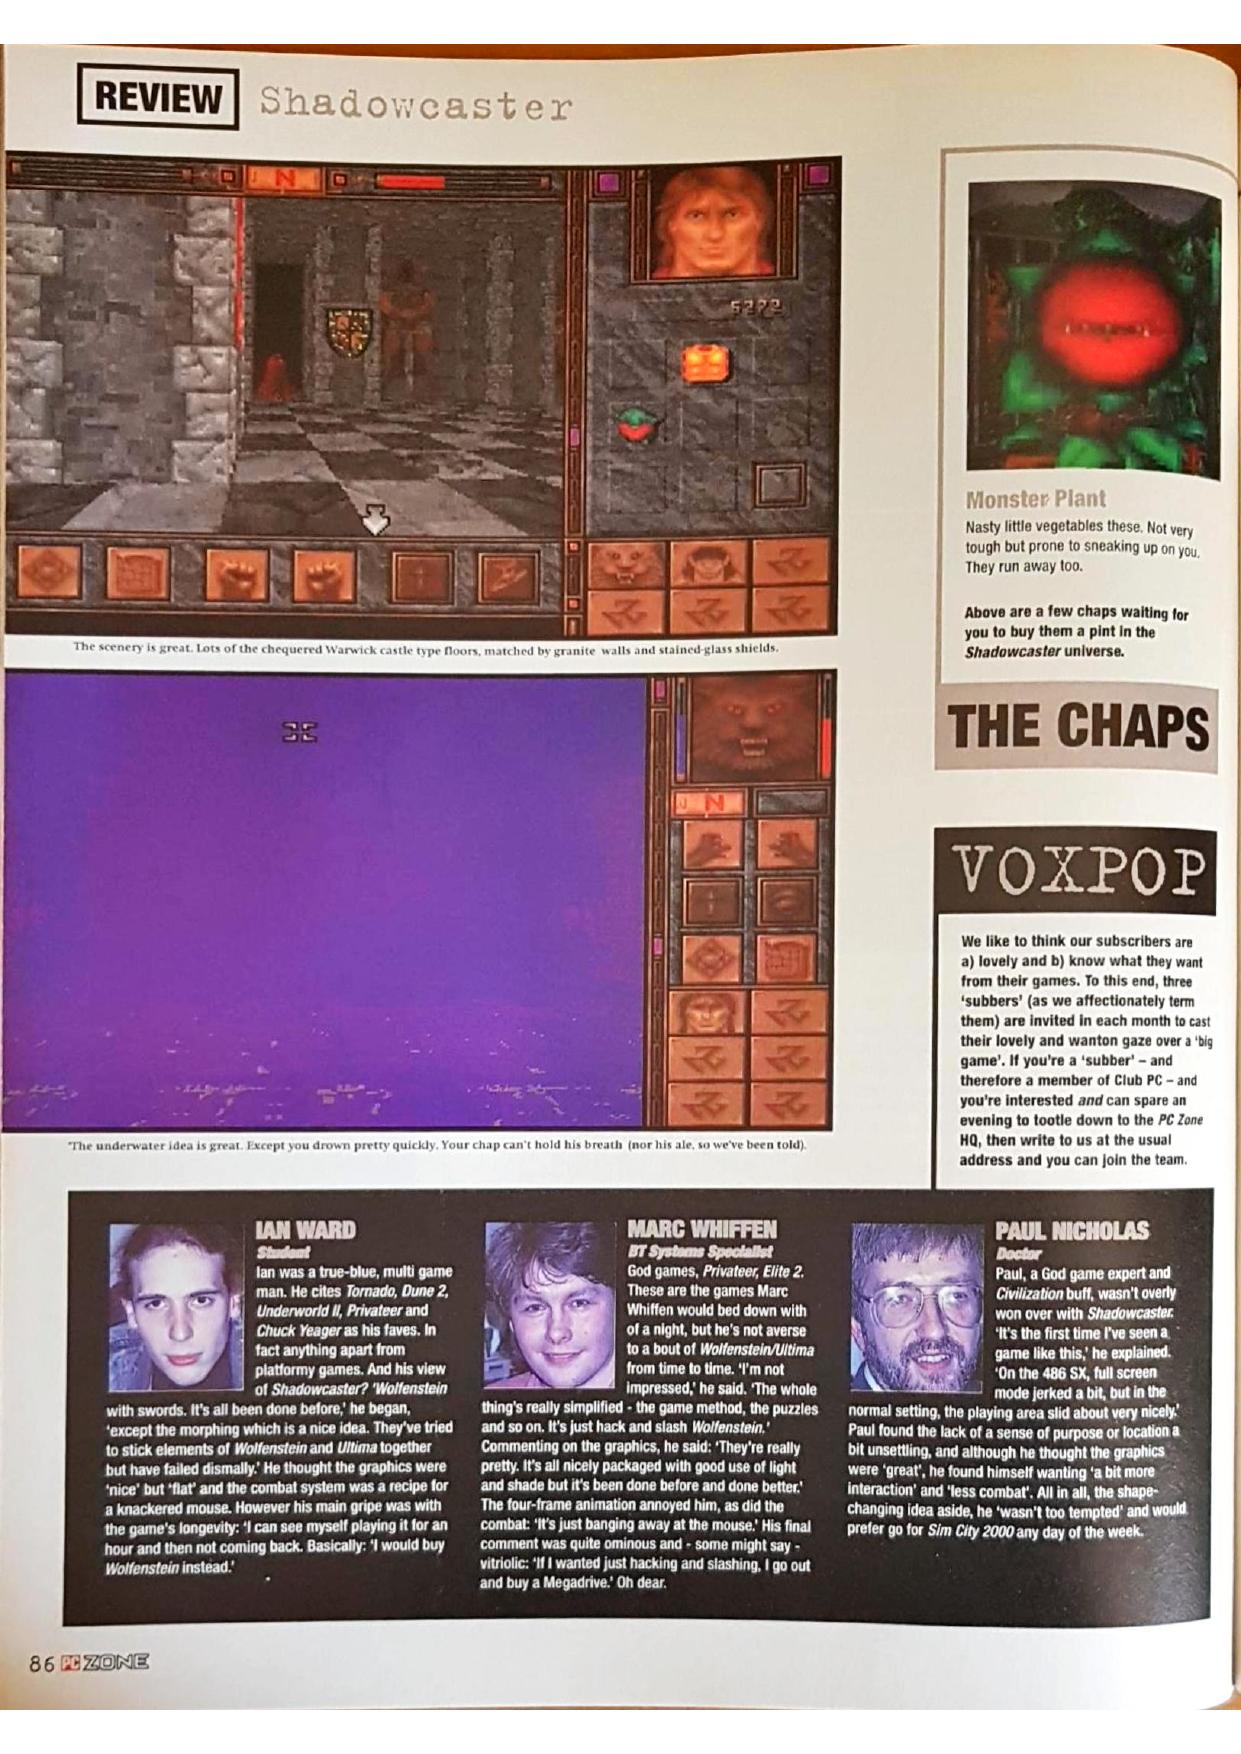 REVIEW Shadowcaster
N
5272
The scenery is great. Lots of the chequered Warwick castle type floors, matched by granite walls and stained-glass shields.
N
'The underwater idea is great. Except you drown pretty quickly. Your chap can't hold his breath (nor his ale, so we've been told).
Monster Plant
Nasty little vegetables these. Not very
tough but prone to sneaking up on you.
They run away too.
Above are a few chaps waiting for
you to buy them a pint in the
Shadowcaster universe.
THE CHAPS
VOXPOP
We like to think our subscribers are
a) lovely and b) know what they want
from their games. To this end, three
'subbers' (as we affectionately term
them) are invited in each month to cast
their lovely and wanton gaze over a 'big
game'. If you're a 'subber' – and
therefore a member of Club PC – and
you're interested and can spare an
evening to tootle down to the PC Zone
HQ, then write to us at the usual
address and you can join the team.
IAN WARD
Student
Ian was a true-blue, multi game
man. He cites Tornado, Dune 2,
Underworld II, Privateer and
Chuck Yeager as his faves. In
fact anything apart from
platformy games. And his view
of Shadowcaster? 'Wolfenstein
with swords. It's all been done before,' he began,
'except the morphing which is a nice idea. They've tried
to stick elements of Wolfenstein and Ultima together
but have failed dismally.' He thought the graphics were
'nice' but 'flat' and the combat system was a recipe for
a knackered mouse. However his main gripe was with
the game's longevity: 'I can see myself playing it for an
hour and then not coming back. Basically: 'I would buy
Wolfenstein instead.'
MARC WHIFFEN
BT Systems Specialist
God games, Privateer, Elite 2.
These are the games Marc
Whiffen would bed down with
of a night, but he's not averse
to a bout of Wolfenstein/Ultima
from time to time. 'I'm not
impressed,' he said. 'The whole
thing's really simplified - the game method, the puzzles
and so on. It's just hack and slash Wolfenstein.'
Commenting on the graphics, he said: 'They're really
pretty. It's all nicely packaged with good use of light
and shade but it's been done before and done better.'
The four-frame animation annoyed him, as did the
combat: 'It's just banging away at the mouse.' His final
comment was quite ominous and - some might say -
vitriolic: 'If I wanted just hacking and slashing, I go out
and buy a Megadrive.' Oh dear.
PAUL NICHOLAS
Doctor
Paul, a God game expert and
Civilization buff, wasn't overly
won over with Shadowcaster.
'It's the first time I've seen a
game like this,' he explained.
'On the 486 SX, full screen
mode jerked a bit, but in the
normal setting, the playing area slid about very nicely.'
Paul found the lack of a sense of purpose or location a
bit unsettling, and although he thought the graphics
were 'great', he found himself wanting 'a bit more
interaction' and 'less combat'. All in all, the shape-
changing idea aside, he 'wasn't too tempted' and would
prefer go for Sim City 2000 any day of the week.
86 PC ZONE